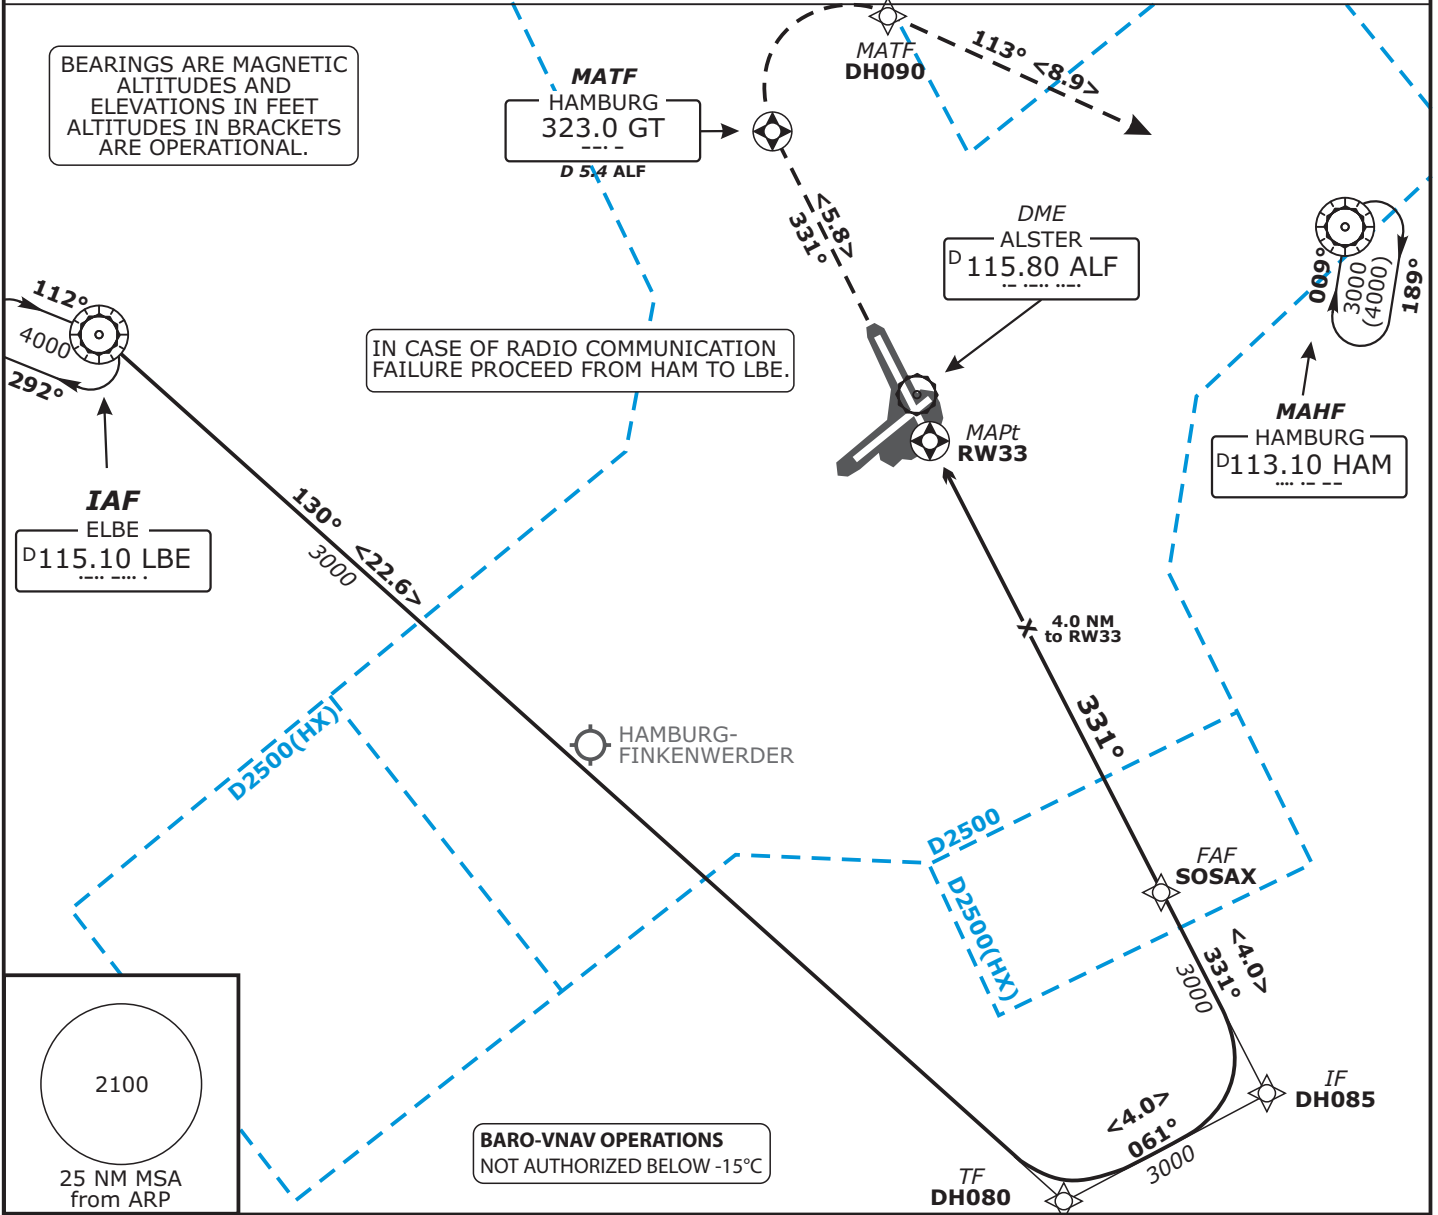 MATF
DH090
113° <8.9>
BEARINGS ARE MAGNETIC
ALTITUDES AND
ELEVATIONS IN FEET
ALTITUDES IN BRACKETS
ARE OPERATIONAL.
MATF
HAMBURG
323.0 GT
D 5.4 ALF
<5.8>
331°
DME
ALSTER
D 115.80 ALF
009°
3000
(4000)
189°
112°
4000
292°
IN CASE OF RADIO COMMUNICATION
FAILURE PROCEED FROM HAM TO LBE.
MAPt
RW33
MAHF
HAMBURG
D 113.10 HAM
IAF
ELBE
D 115.10 LBE
130° <22.6>
3000
4.0 NM
to RW33
331°
D2500(HX)
HAMBURG-
FINKENWERDER
D2500
D2500(HX)
FAF
SOSAX
<4.0>
331°
3000
2100
25 NM MSA
from ARP
BARO-VNAV OPERATIONS
NOT AUTHORIZED BELOW -15°C
IF
DH085
<4.0>
061°
3000
TF
DH080